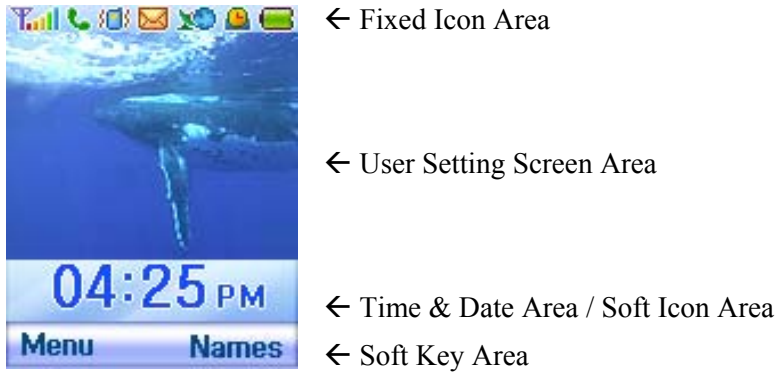 ← Fixed Icon Area
← User Setting Screen Area
04:25 PM
← Time & Date Area / Soft Icon Area
Menu Names
← Soft Key Area